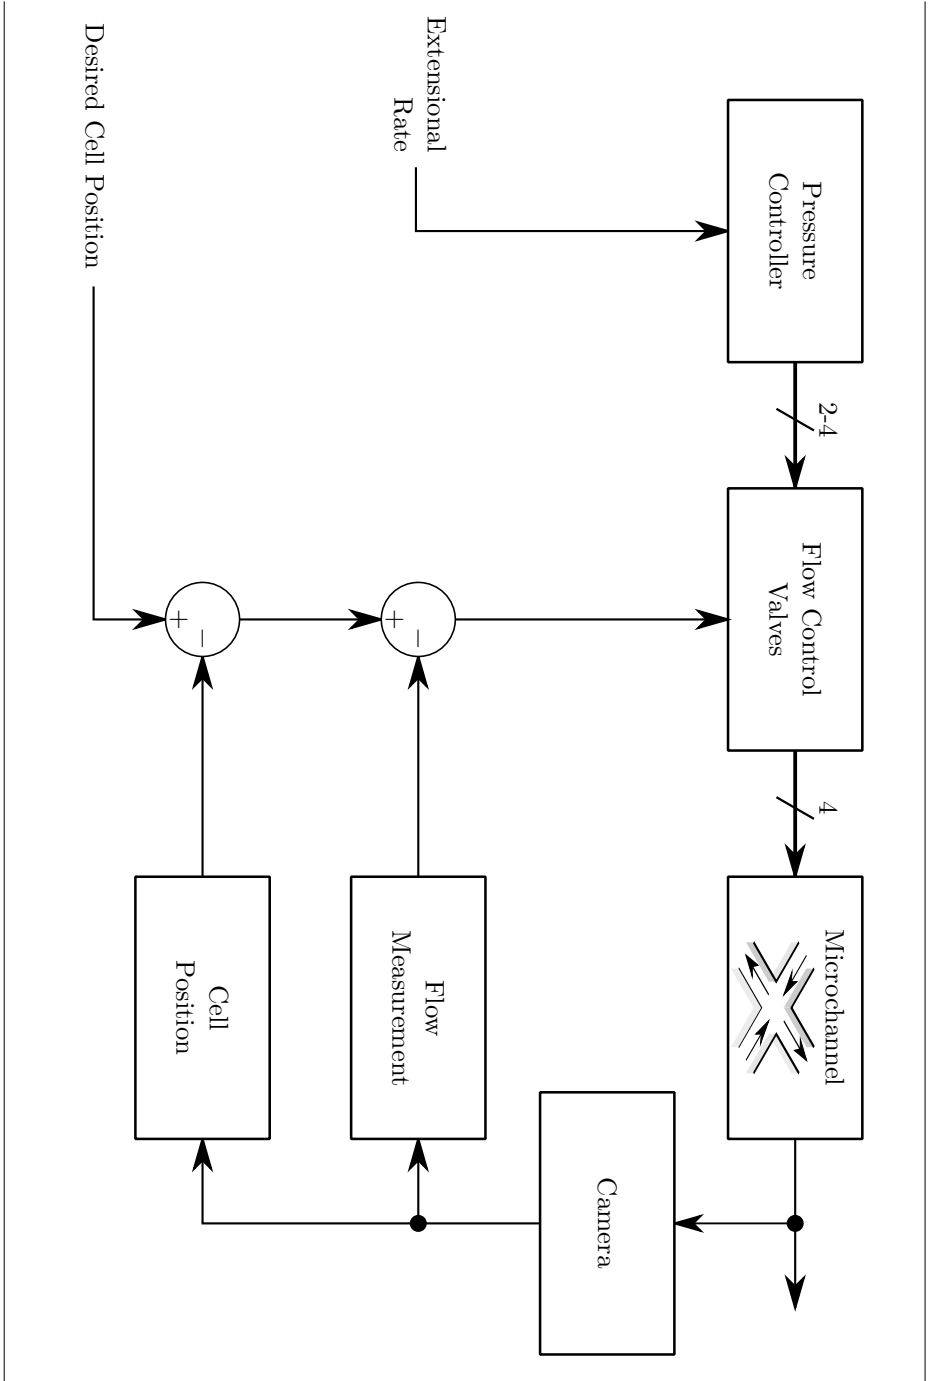 Pressure
Controller
2-4
Flow Control
Valves
4
Microchannel
Extensional
Rate
Camera
+
−
Flow
Measurement
Desired Cell Position
+
−
Cell
Position